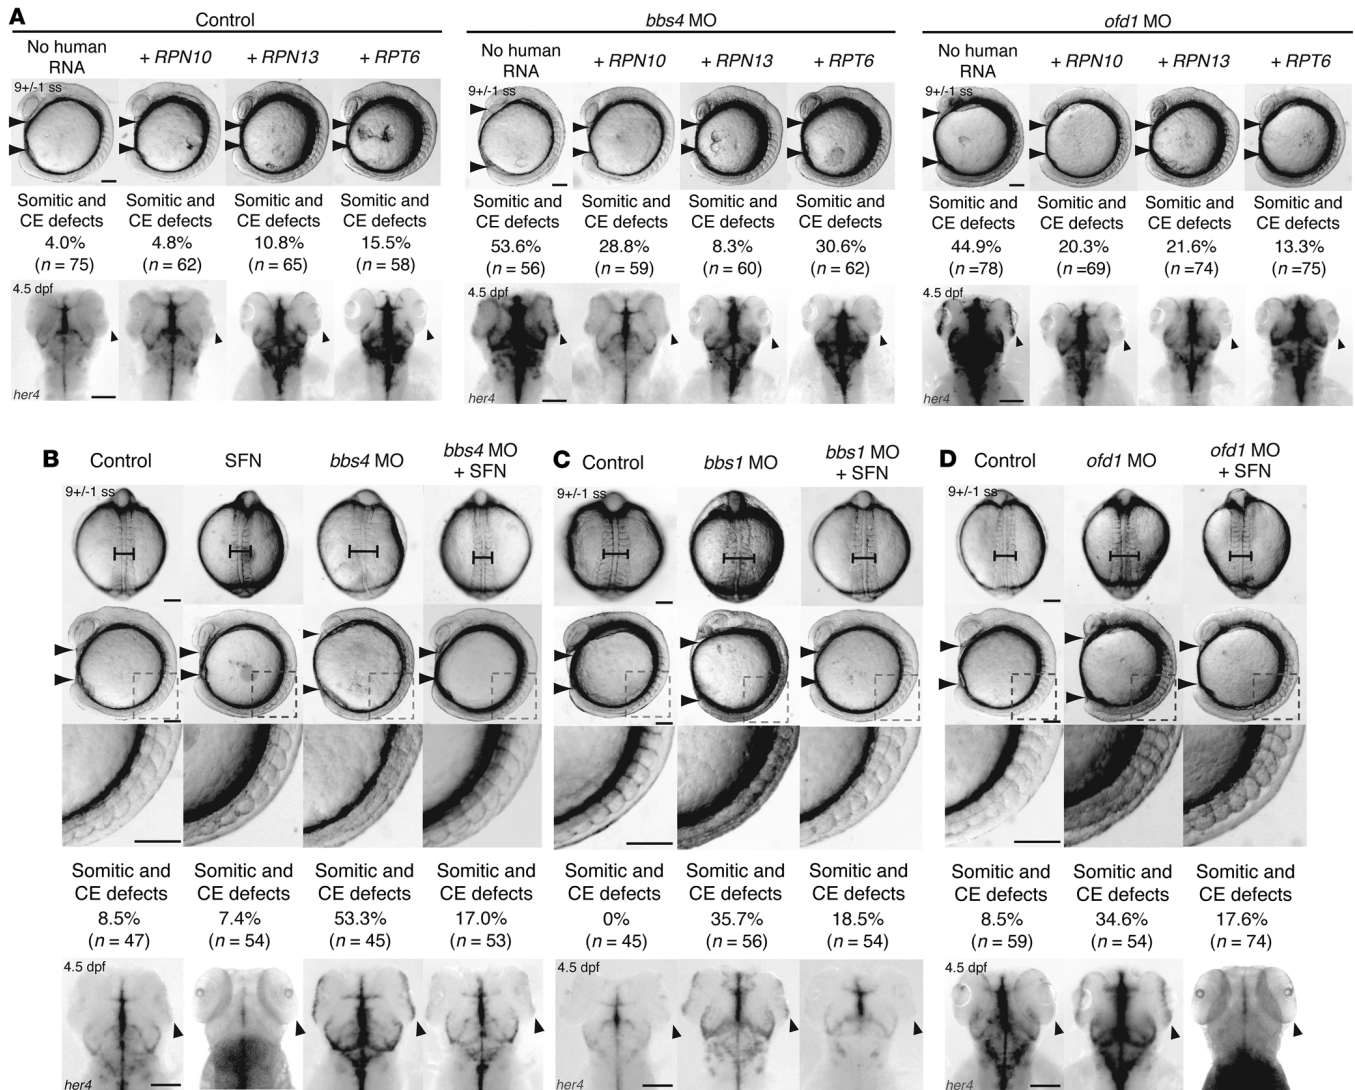 A
Control
bbs4 MO
ofd1 MO
No human RNA
+ RPN10
+ RPN13
+ RPT6
No human RNA
+ RPN10
+ RPN13
+ RPT6
No human RNA
+ RPN10
+ RPN13
+ RPT6
9+/-1 ss
9+/-1 ss
9+/-1 ss
Somitic and CE defects 4.0% (n = 75)
Somitic and CE defects 4.8% (n = 62)
Somitic and CE defects 10.8% (n = 65)
Somitic and CE defects 15.5% (n = 58)
Somitic and CE defects 53.6% (n = 56)
Somitic and CE defects 28.8% (n = 59)
Somitic and CE defects 8.3% (n = 60)
Somitic and CE defects 30.6% (n = 62)
Somitic and CE defects 44.9% (n =78)
Somitic and CE defects 20.3% (n =69)
Somitic and CE defects 21.6% (n =74)
Somitic and CE defects 13.3% (n =75)
4.5 dpf
4.5 dpf
4.5 dpf
her4
her4
her4
B
Control
SFN
bbs4 MO
bbs4 MO + SFN
9+/-1 ss
Somitic and CE defects 8.5% (n = 47)
Somitic and CE defects 7.4% (n = 54)
Somitic and CE defects 53.3% (n = 45)
Somitic and CE defects 17.0% (n = 53)
4.5 dpf
her4
C
Control
bbs1 MO
bbs1 MO + SFN
9+/-1 ss
Somitic and CE defects 0% (n = 45)
Somitic and CE defects 35.7% (n = 56)
Somitic and CE defects 18.5% (n = 54)
4.5 dpf
her4
D
Control
ofd1 MO
ofd1 MO + SFN
9+/-1 ss
Somitic and CE defects 8.5% (n = 59)
Somitic and CE defects 34.6% (n = 54)
Somitic and CE defects 17.6% (n = 74)
4.5 dpf
her4